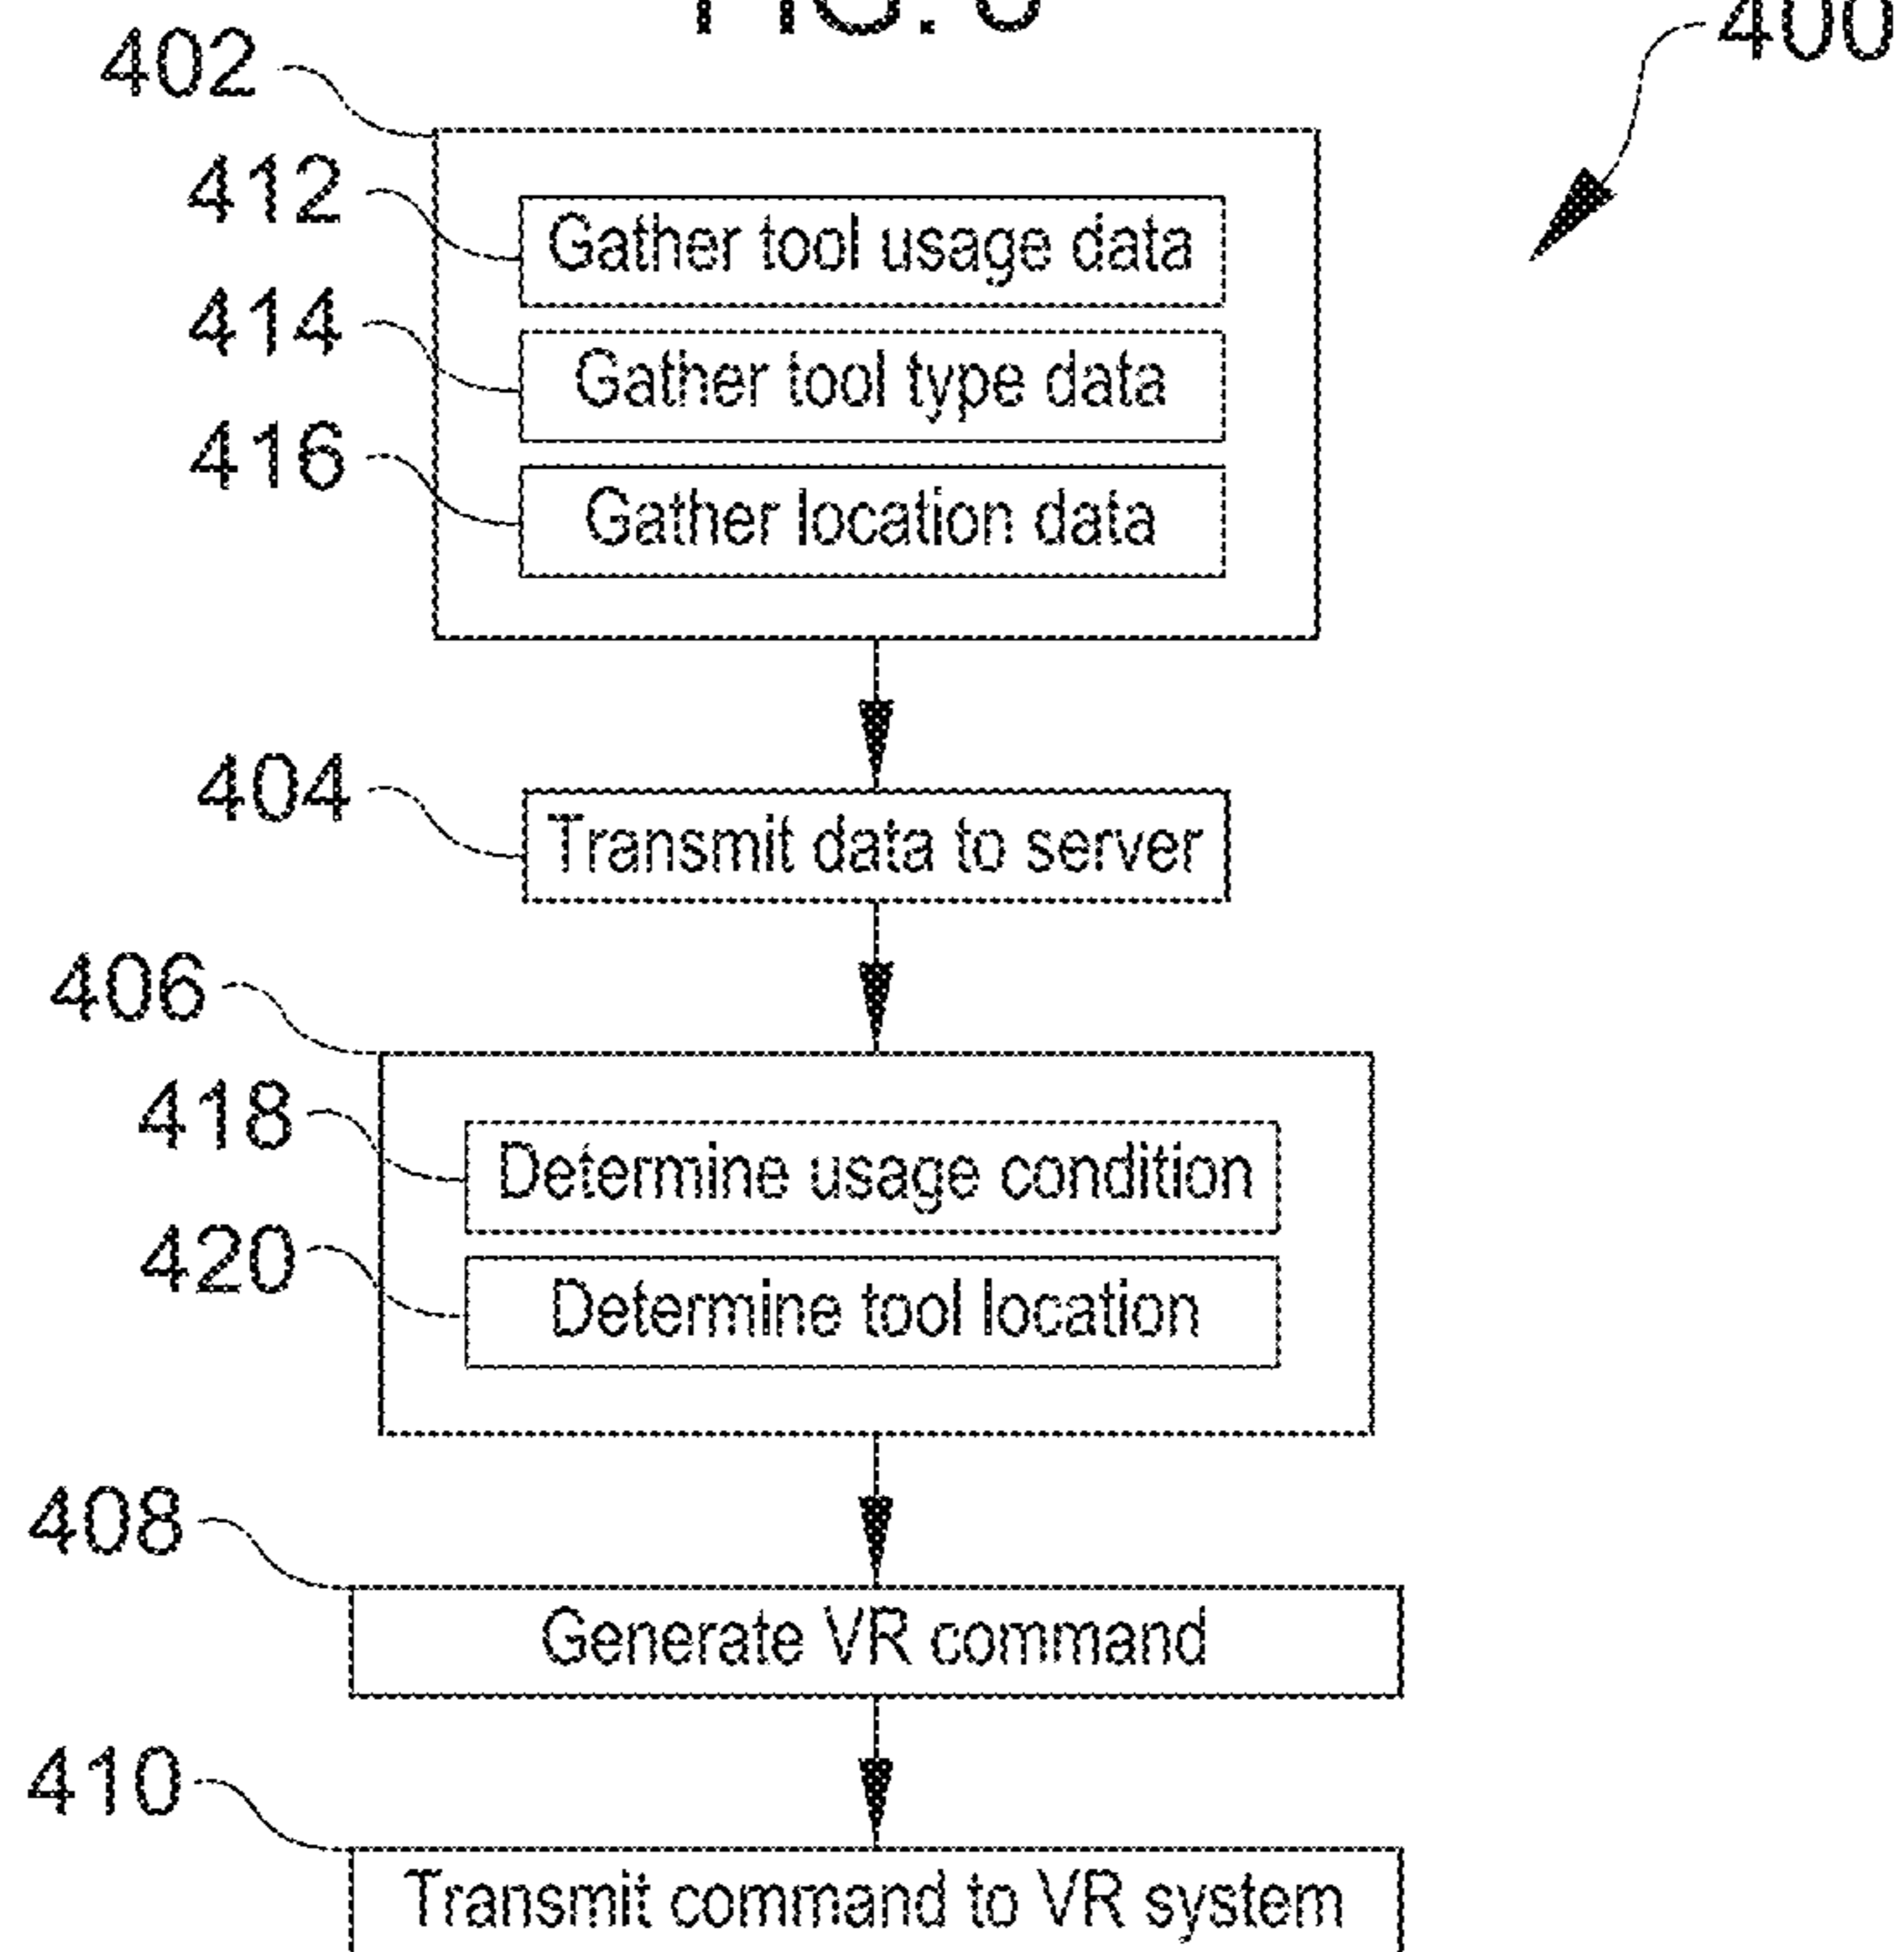 FIG.
400
402
412
Gather tool usage data
414
Gather tool type data
416
Gather location data
404
Transmit data to server
406
418
Determine usage condition
420
Determine tool location
408
Generate VR command
410
Transmit command to VR system